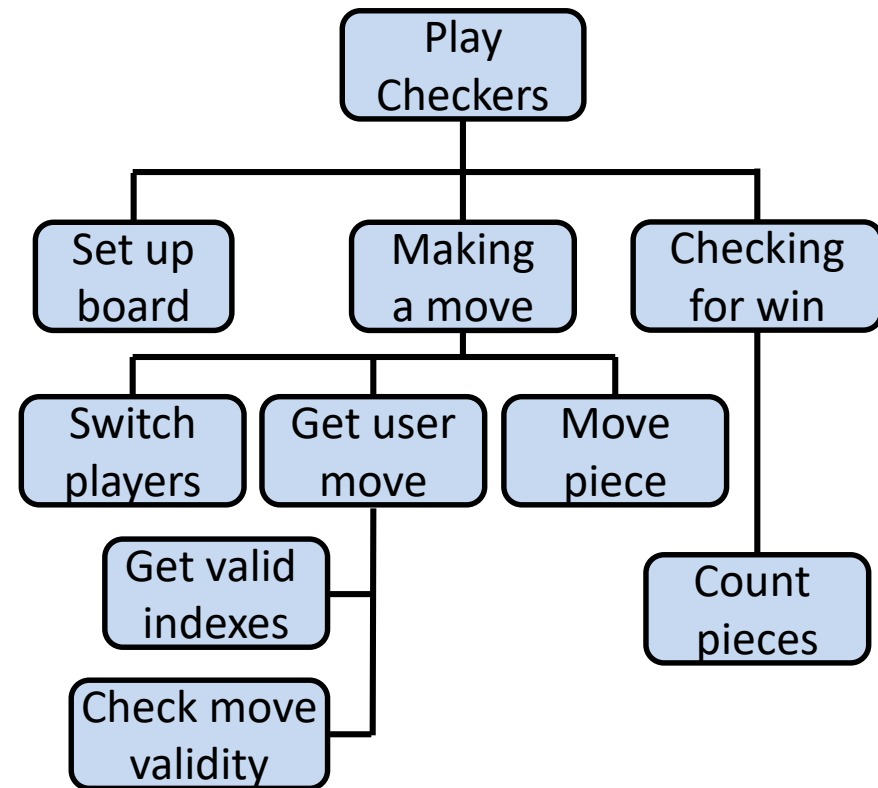 Play
Checkers
Set up
board
Making
a move
Checking
for win
Switch
players
Get user
move
Move
piece
Get valid
indexes
Count
pieces
Check move
validity